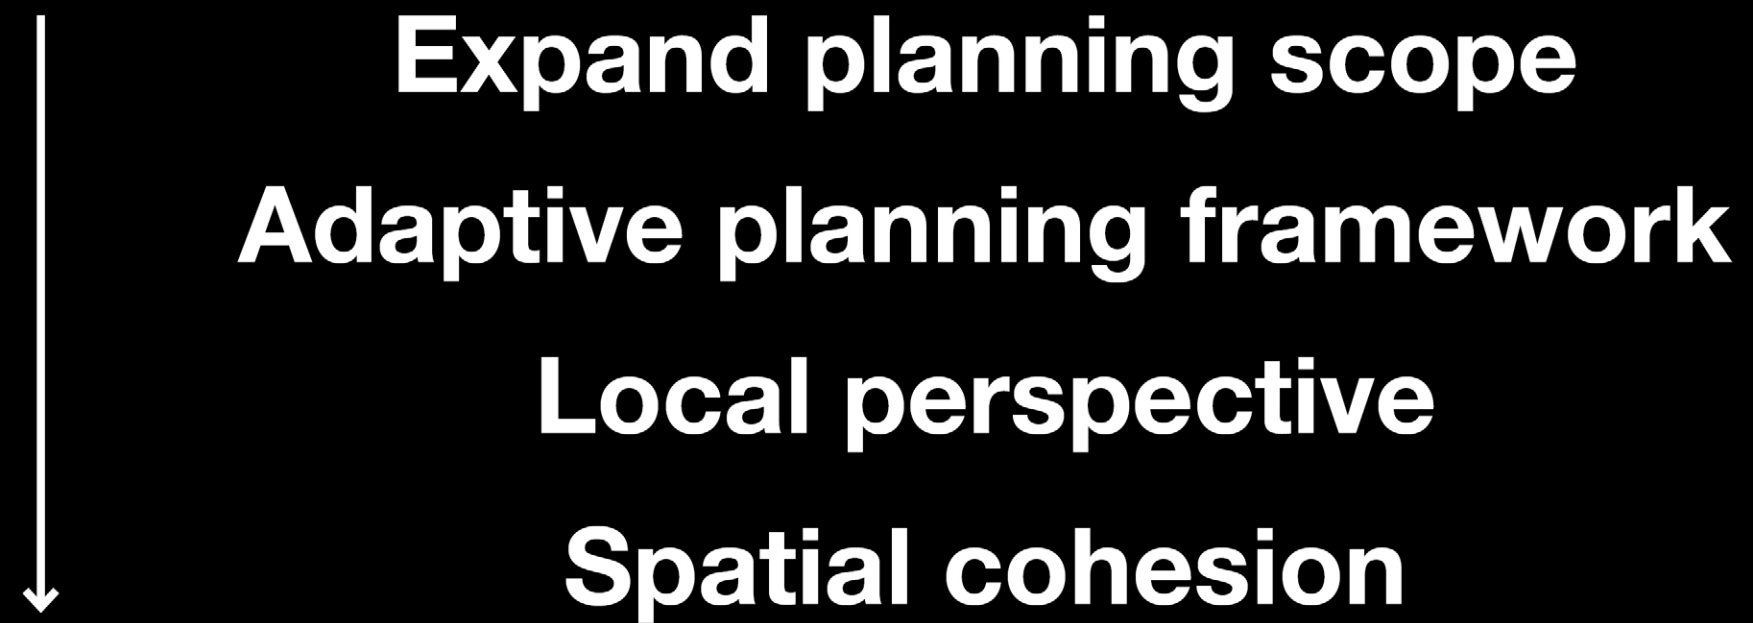 Expand planning scope
Adaptive planning framework
Local perspective
Spatial cohesion